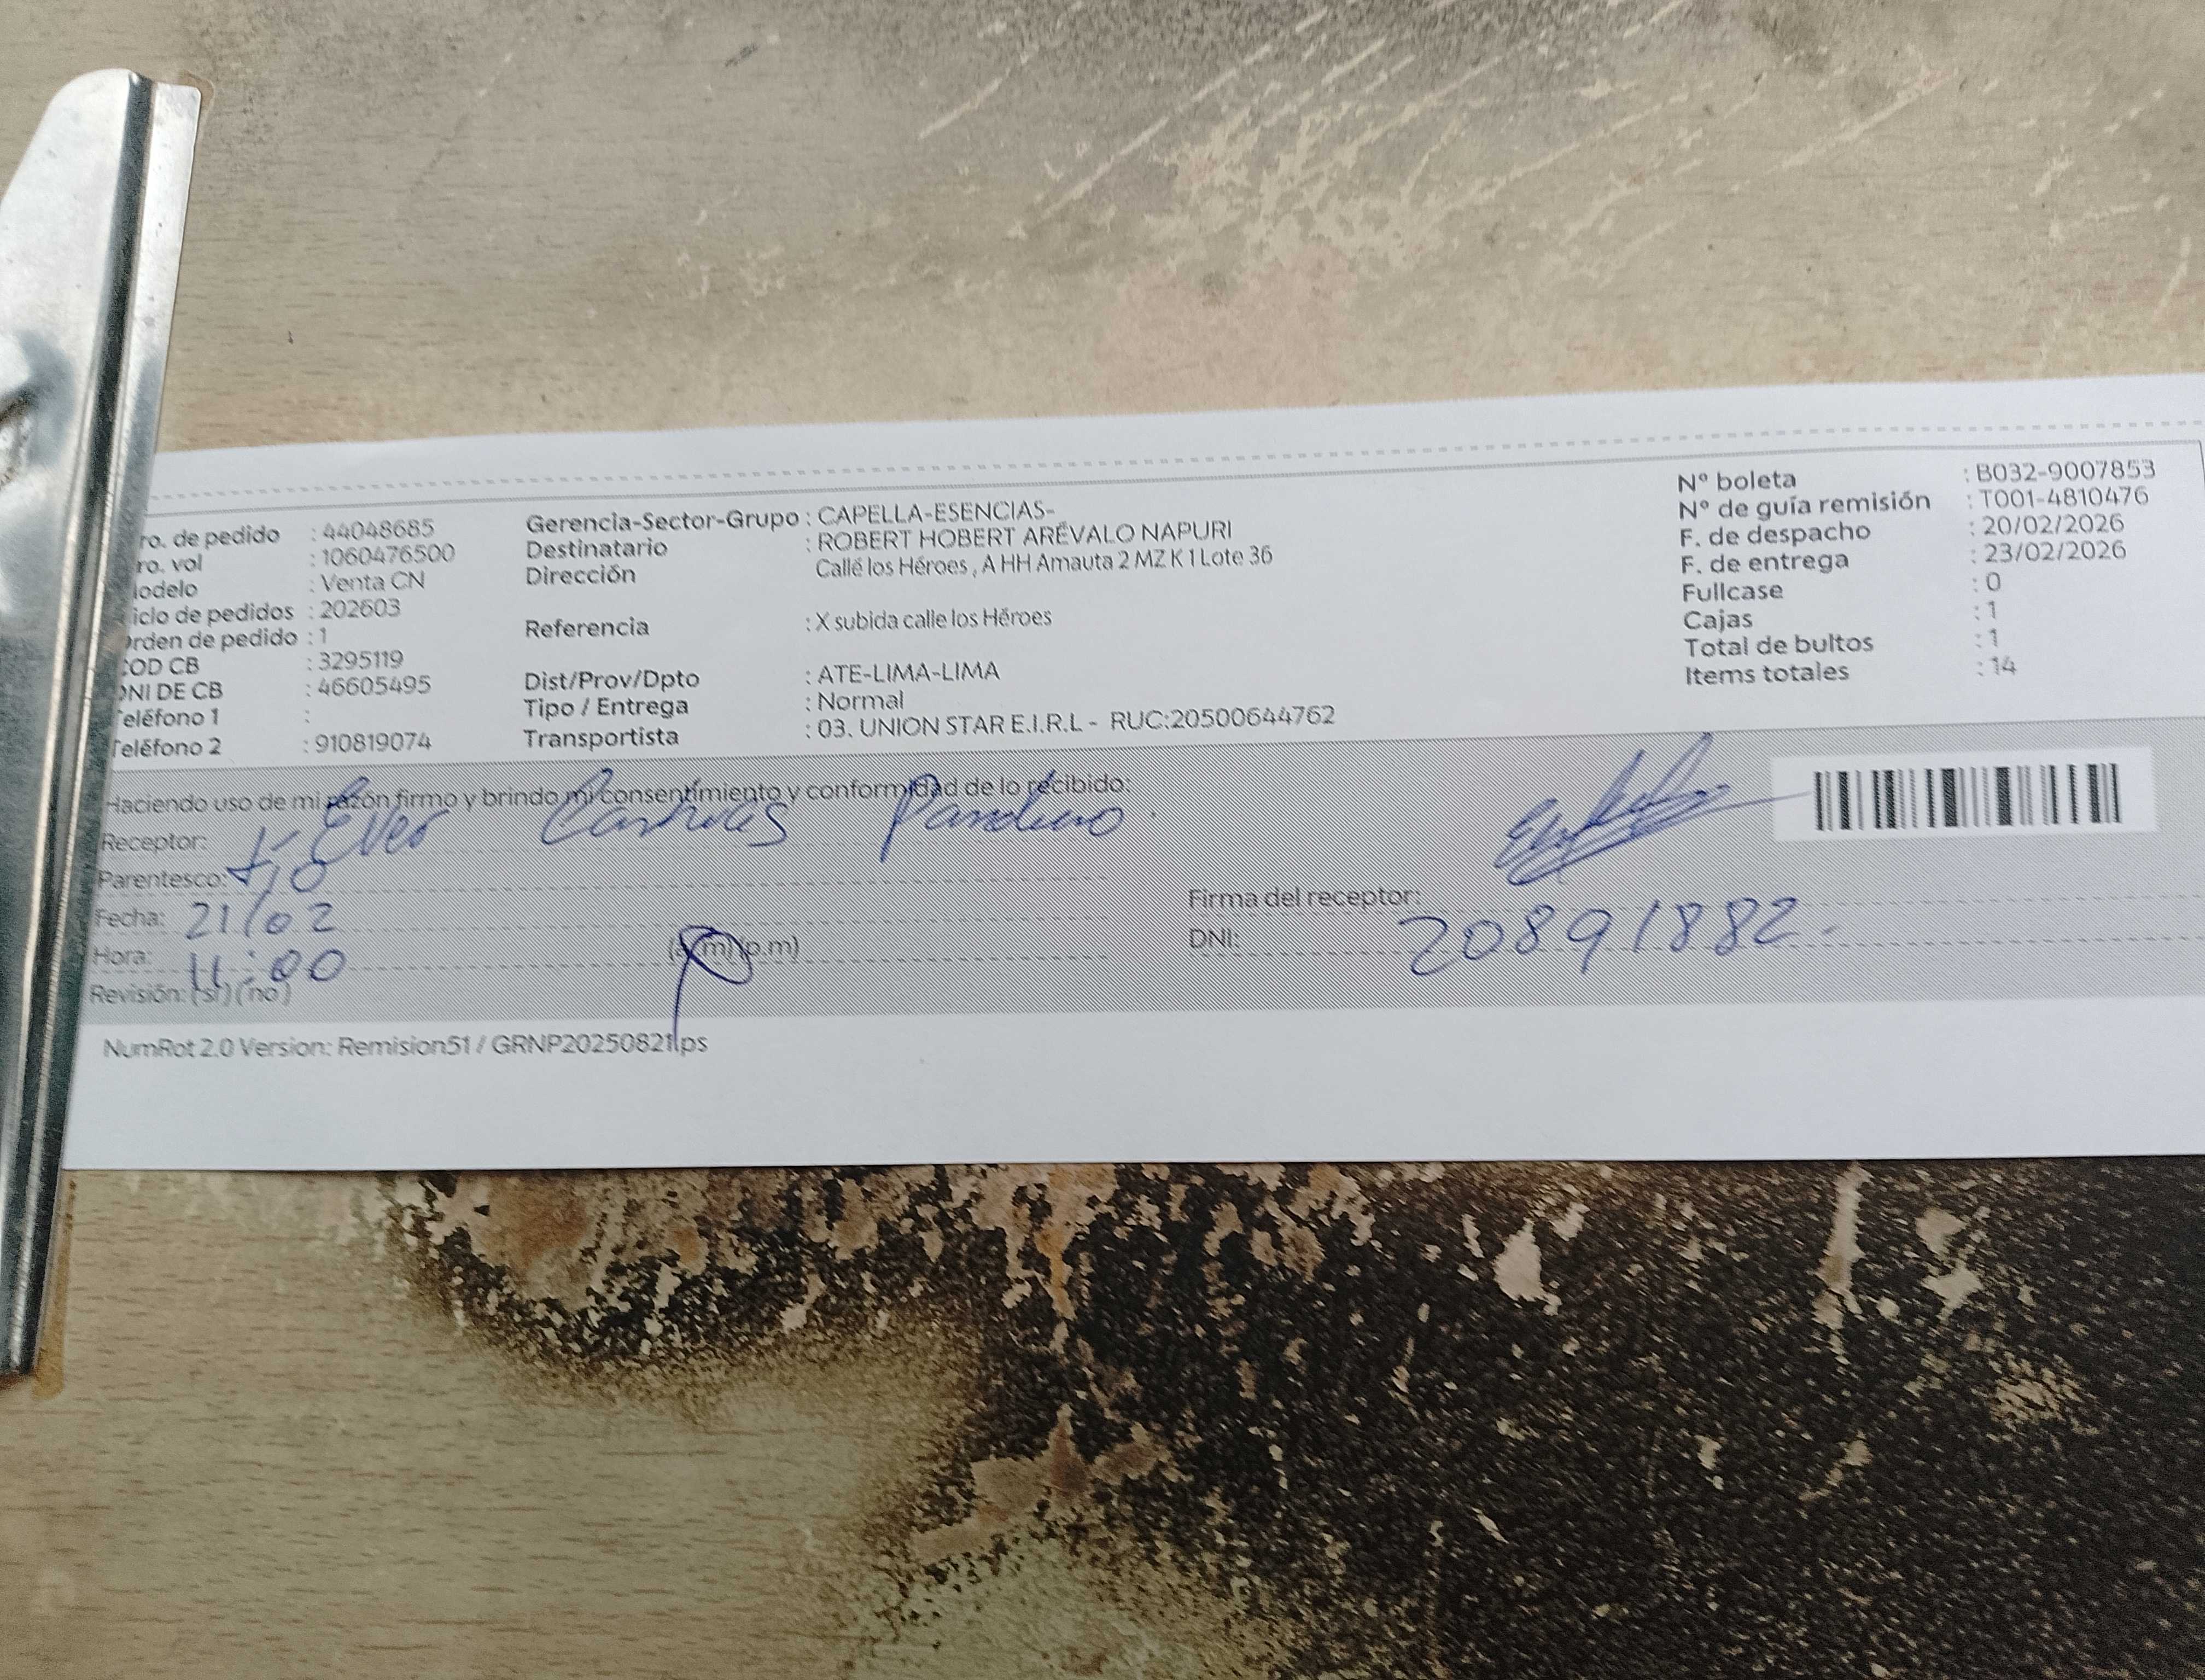 ro. de pedido : 44048685
ro. vol : 1060476500
odelo : Venta CN
iclo de pedidos : 202603
rden de pedido : 1
COD CB : 3295119
DNI DE CB : 46605495
Teléfono 1 :
Teléfono 2 : 910819074
Gerencia-Sector-Grupo : CAPELLA-ESENCIAS-
Destinatario : ROBERT HOBERT ARÉVALO NAPURI
Dirección Calle los Héroes , A HH Amauta 2 MZ K 1 Lote 36
Referencia : X subida calle los Héroes
Dist/Prov/Dpto : ATE-LIMA-LIMA
Tipo / Entrega : Normal
Transportista : 03. UNION STAR E.I.R.L - RUC:20500644762
N° boleta : B032-9007853
N° de guía remisión : T001-4810476
F. de despacho : 20/02/2026
F. de entrega : 23/02/2026
Fullcase : 0
Cajas : 1
Total de bultos : 1
Items totales : 14
Haciendo uso de mi razón firmo y brindo mi consentimiento y conformidad de lo recibido:
Receptor: Ever
Parentesco: tío
Fecha: 21/02
Hora: 11:00 (a.m)(p.m)
Revisión: (si) (no)
Firma del receptor:
DNI: 20891882.
NumRot 2.0 Version: Remision51 / GRNP20250821.ps